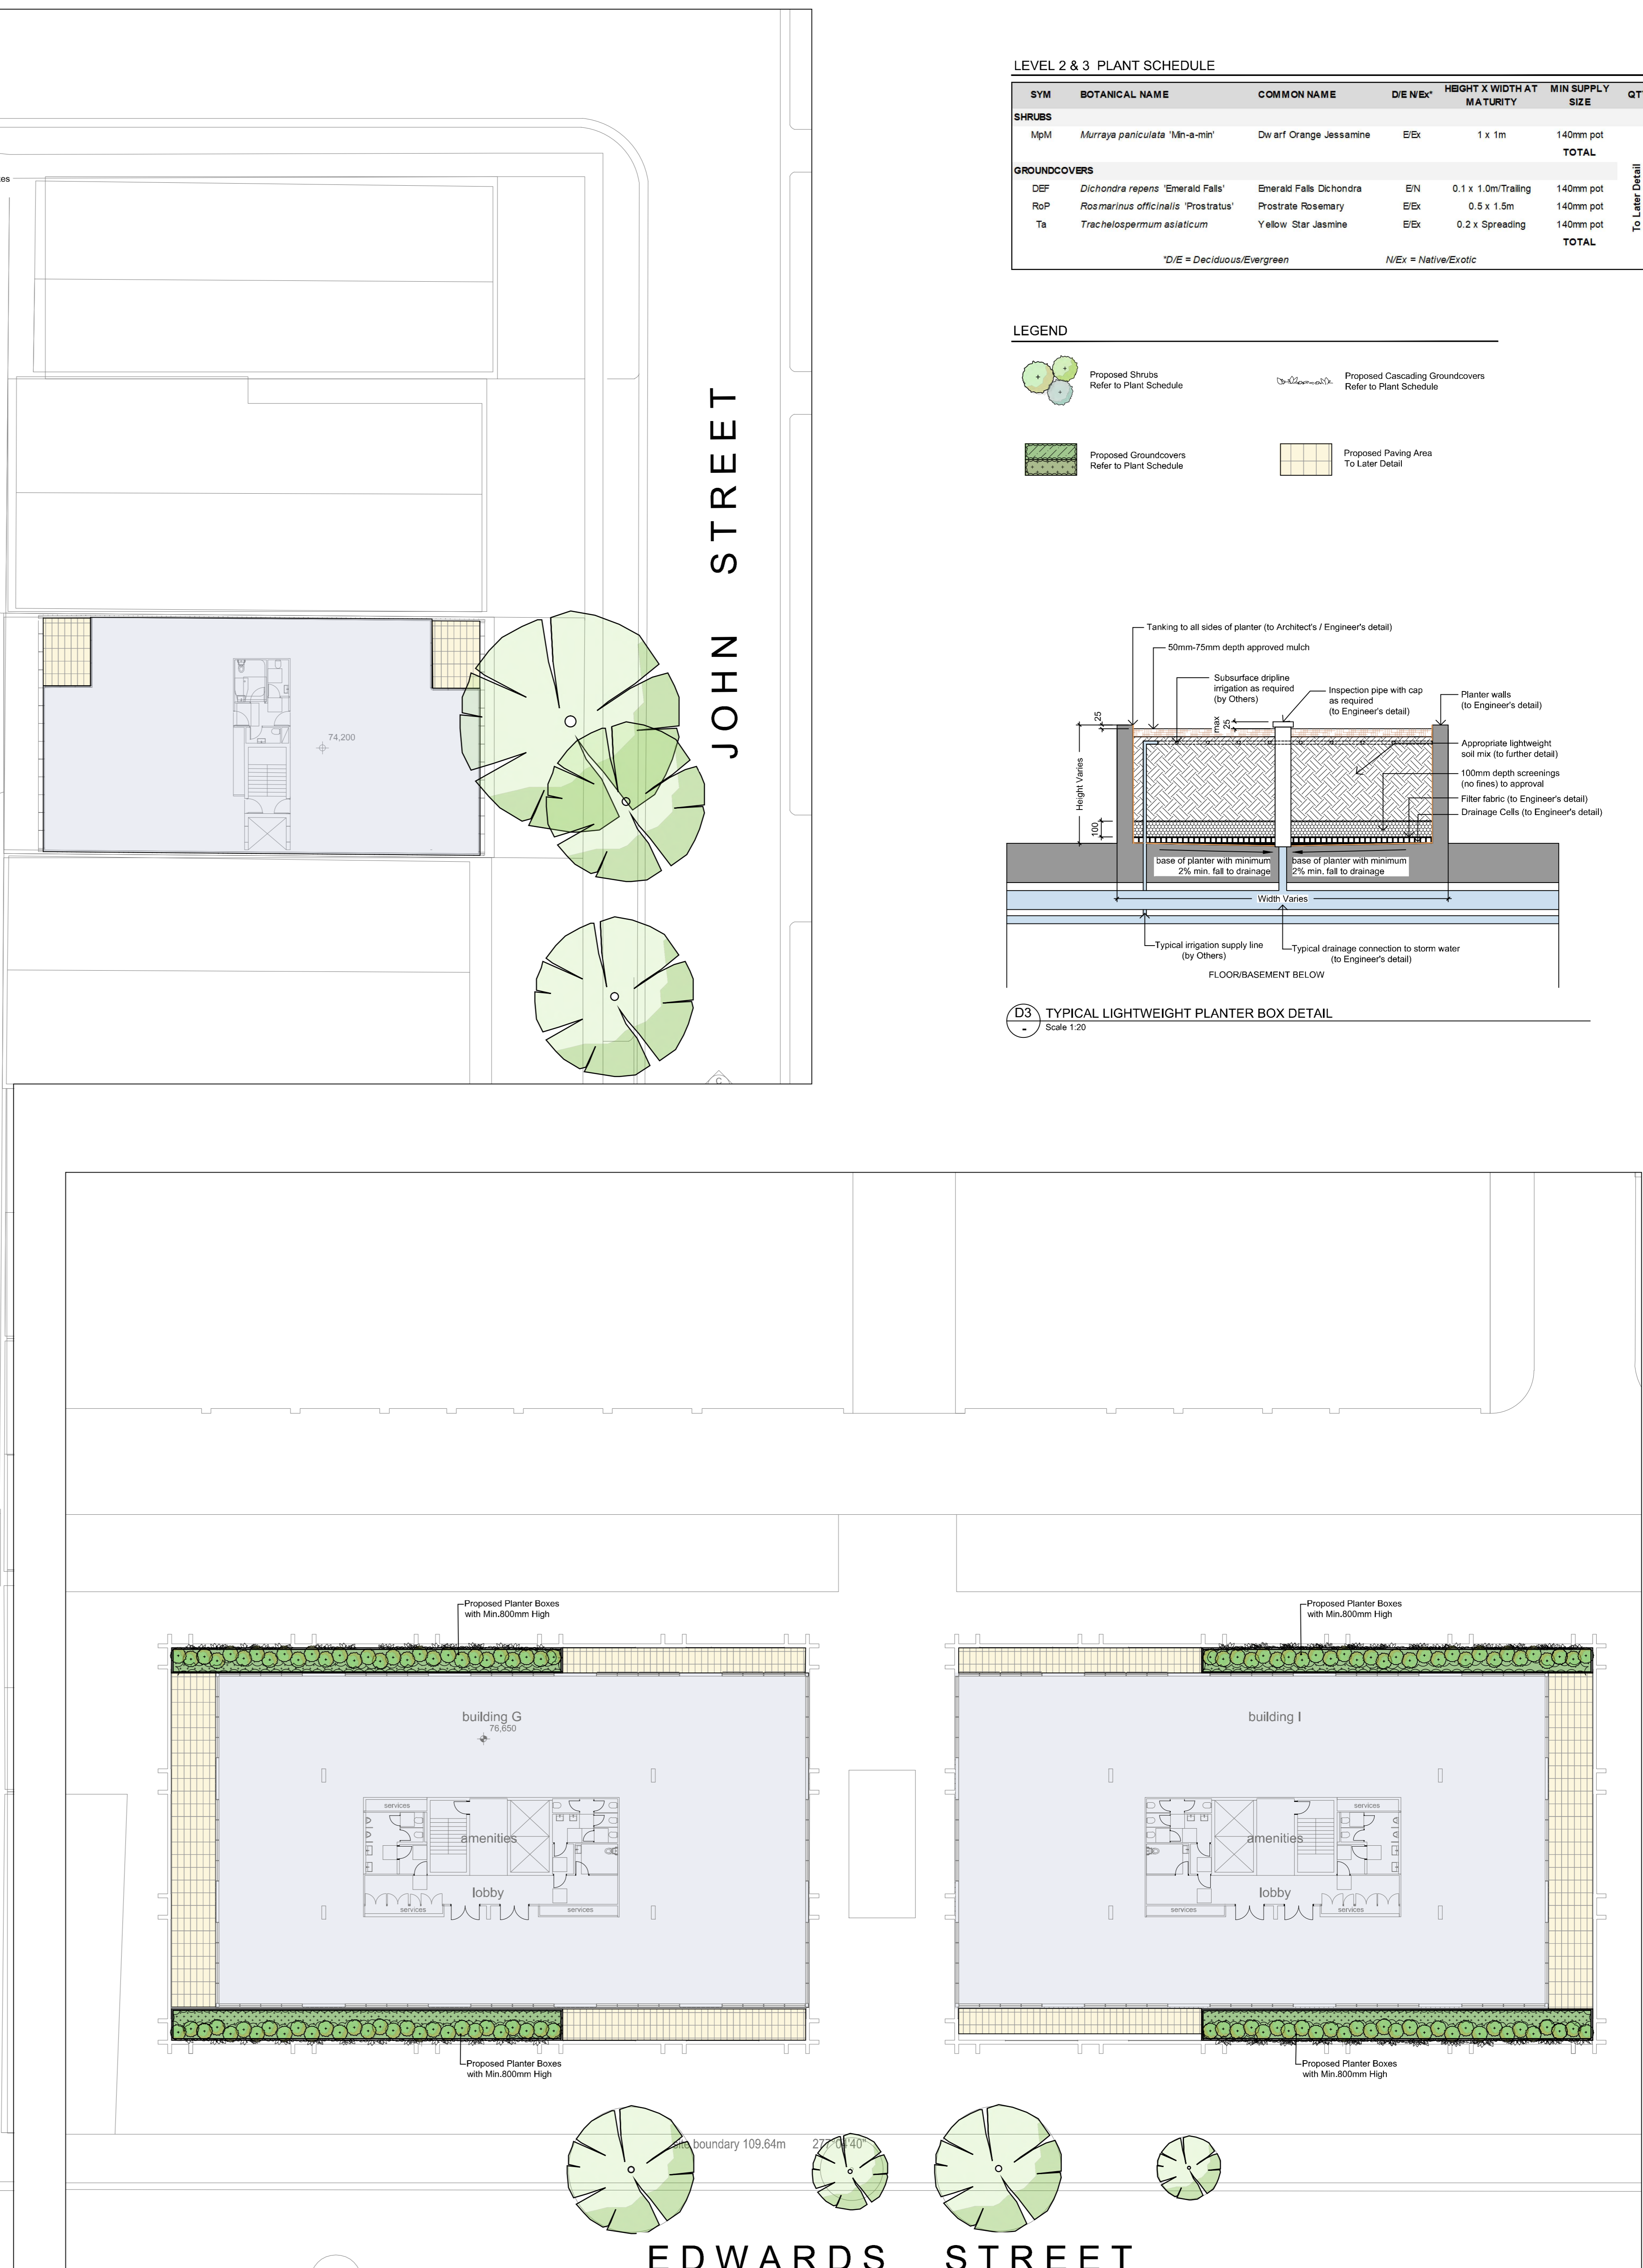 LEVEL 2 & 3 PLANT SCHEDULE
SYM BOTANICAL NAME COMMON NAME D/E N/Ex* HEIGHT X WIDTH AT MATURITY MIN SUPPLY SIZE
SHRUBS
MpM Murraya paniculata 'Min-a-min' Dwarf Orange Jessamine E/Ex 1 x 1m 140mm pot
TOTAL
GROUNDCOVERS
DEF Dichondra repens 'Emerald Falls' Emerald Falls Dichondra E/N 0.1 x 1.0m/Trailing 140mm pot
RoP Rosmarinus officinalis 'Prostratus' Prostrate Rosemary E/Ex 0.5 x 1.5m 140mm pot
Ta Trachelospermum asiaticum Yellow Star Jasmine E/Ex 0.2 x Spreading 140mm pot
TOTAL
To Later Detail
*D/E = Deciduous/Evergreen N/Ex = Native/Exotic
LEGEND
Proposed Shrubs
Refer to Plant Schedule
Proposed Cascading Groundcovers
Refer to Plant Schedule
Proposed Groundcovers
Refer to Plant Schedule
Proposed Paving Area
To Later Detail
JOHN STREET
74,200
C
Tanking to all sides of planter (to Architect's / Engineer's detail)
50mm-75mm depth approved mulch
Subsurface dripline
irrigation as required
(by Others)
Inspection pipe with cap
as required
(to Engineer's detail)
Planter walls
(to Engineer's detail)
25
max
25
Appropriate lightweight
soil mix (to further detail)
100mm depth screenings
(no fines) to approval
Filter fabric (to Engineer's detail)
Drainage Cells (to Engineer's detail)
Height Varies
100
base of planter with minimum
2% min. fall to drainage
base of planter with minimum
2% min. fall to drainage
Width Varies
Typical irrigation supply line
(by Others)
Typical drainage connection to storm water
(to Engineer's detail)
FLOOR/BASEMENT BELOW
D3
-
TYPICAL LIGHTWEIGHT PLANTER BOX DETAIL
Scale 1:20
Proposed Planter Boxes
with Min.800mm High
Proposed Planter Boxes
with Min.800mm High
building G
76,650
building I
services
amenities
lobby
services
services
services
amenities
lobby
services
services
Proposed Planter Boxes
with Min.800mm High
Proposed Planter Boxes
with Min.800mm High
site boundary 109.64m 277°04'40"
EDWARDS STREET